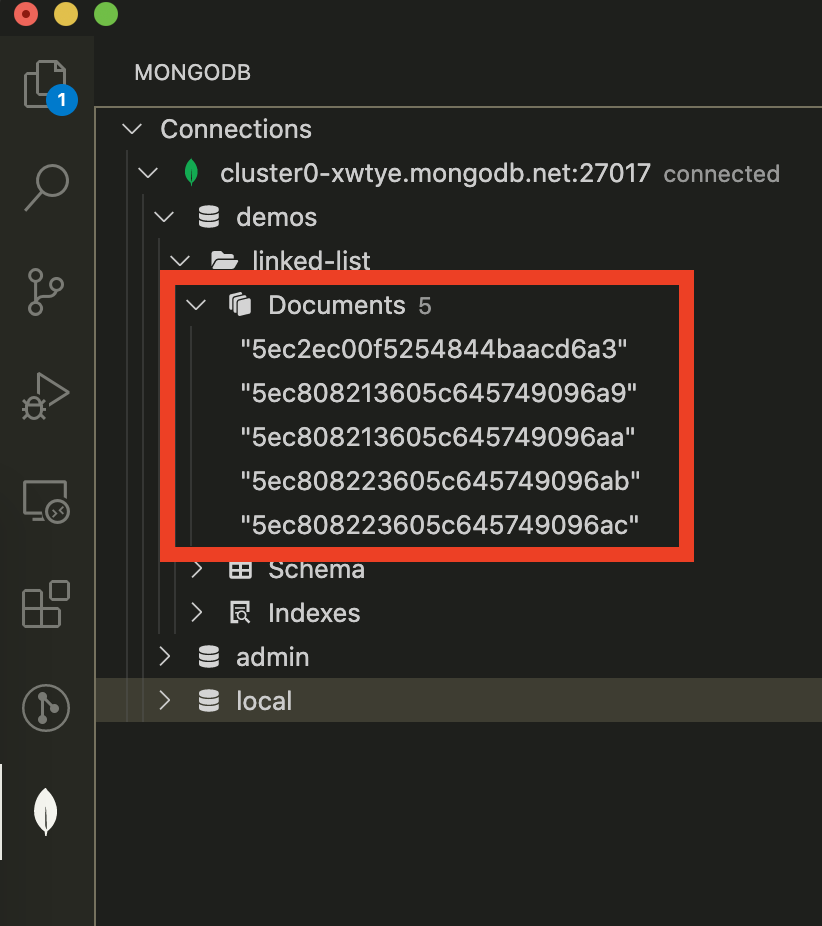 MONGODB
Connections
cluster0-xwtye.mongodb.net:27017 connected
demos
linked-list
Documents 5
"5ec2ec00f5254844baacd6a3"
"5ec808213605c645749096a9"
"5ec808213605c645749096aa"
"5ec808223605c645749096ab"
"5ec808223605c645749096ac"
Schema
Indexes
admin
local
1